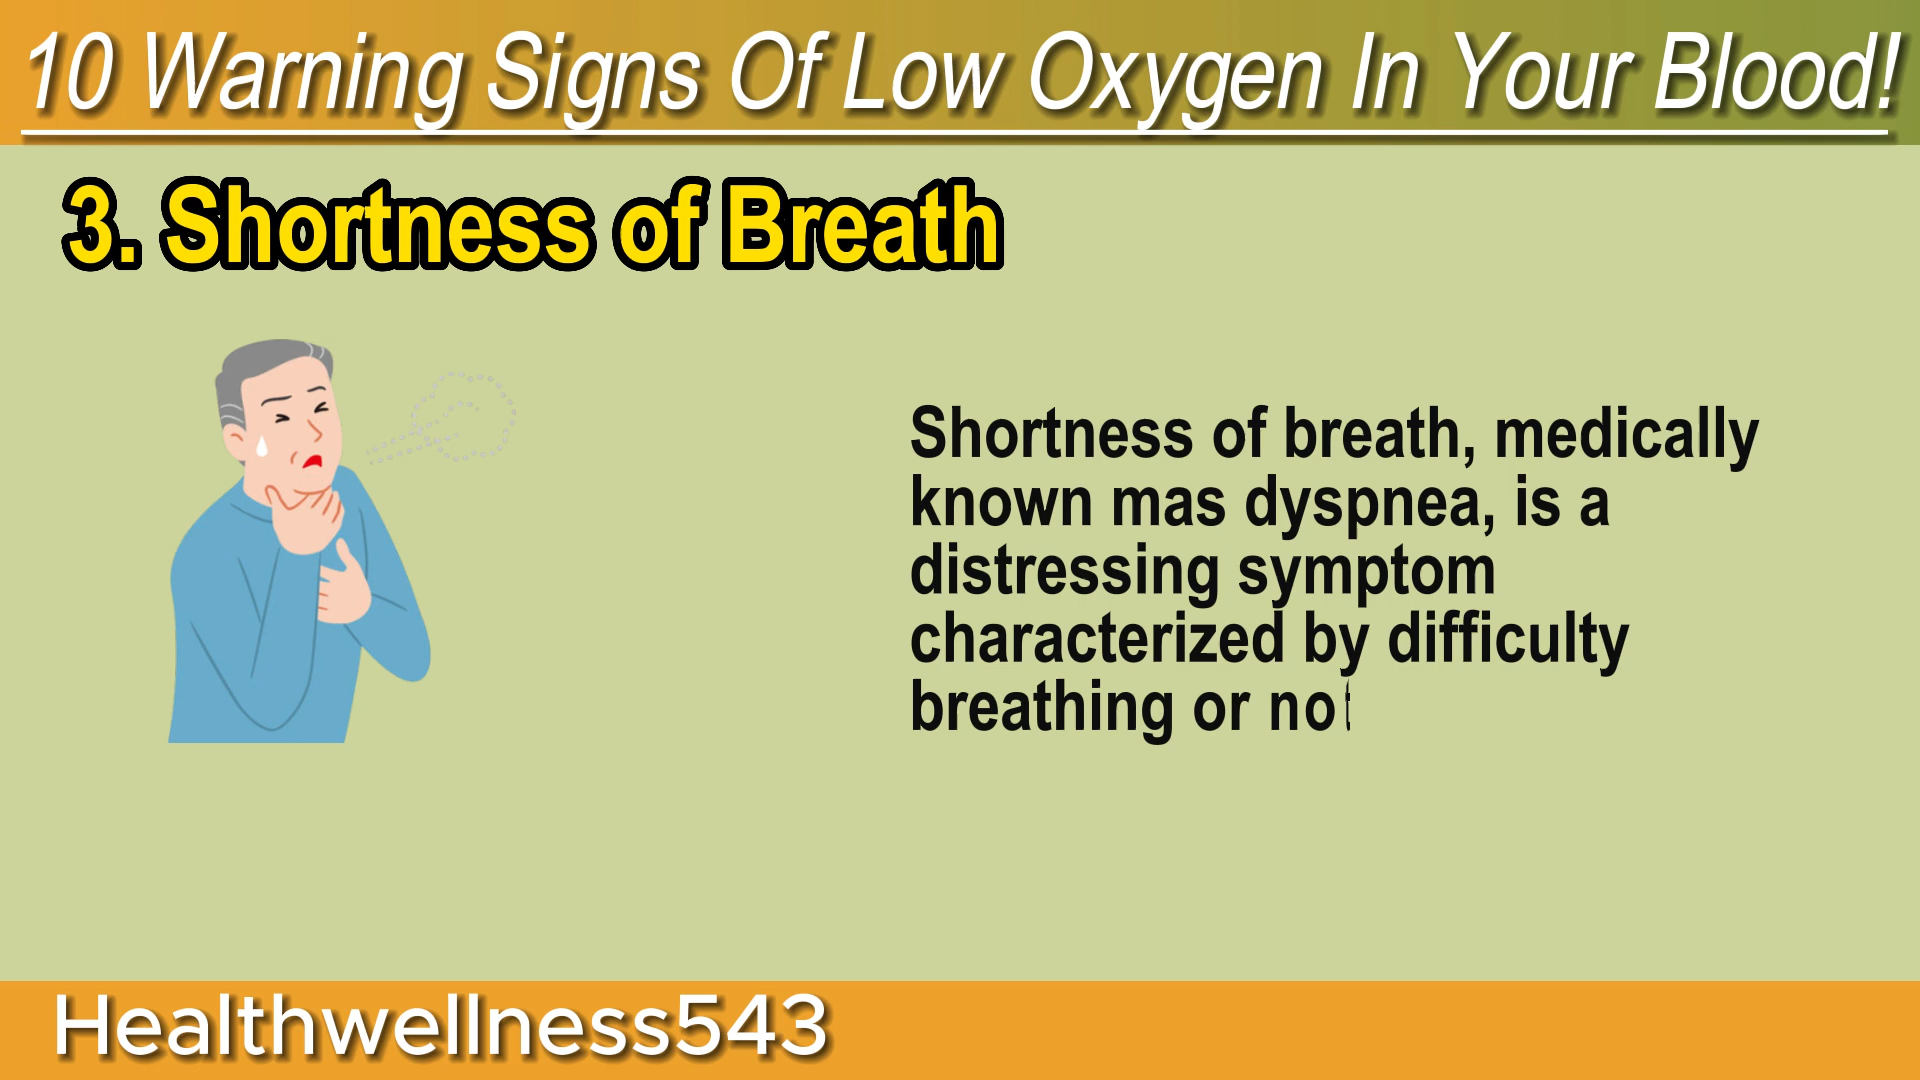 10 Warning Signs Of Low Oxygen In Your Blood!
3. Shortness of Breath
Shortness of breath, medically
known mas dyspnea, is a
distressing symptom
characterized by difficulty
breathing or not
Healthwellness543